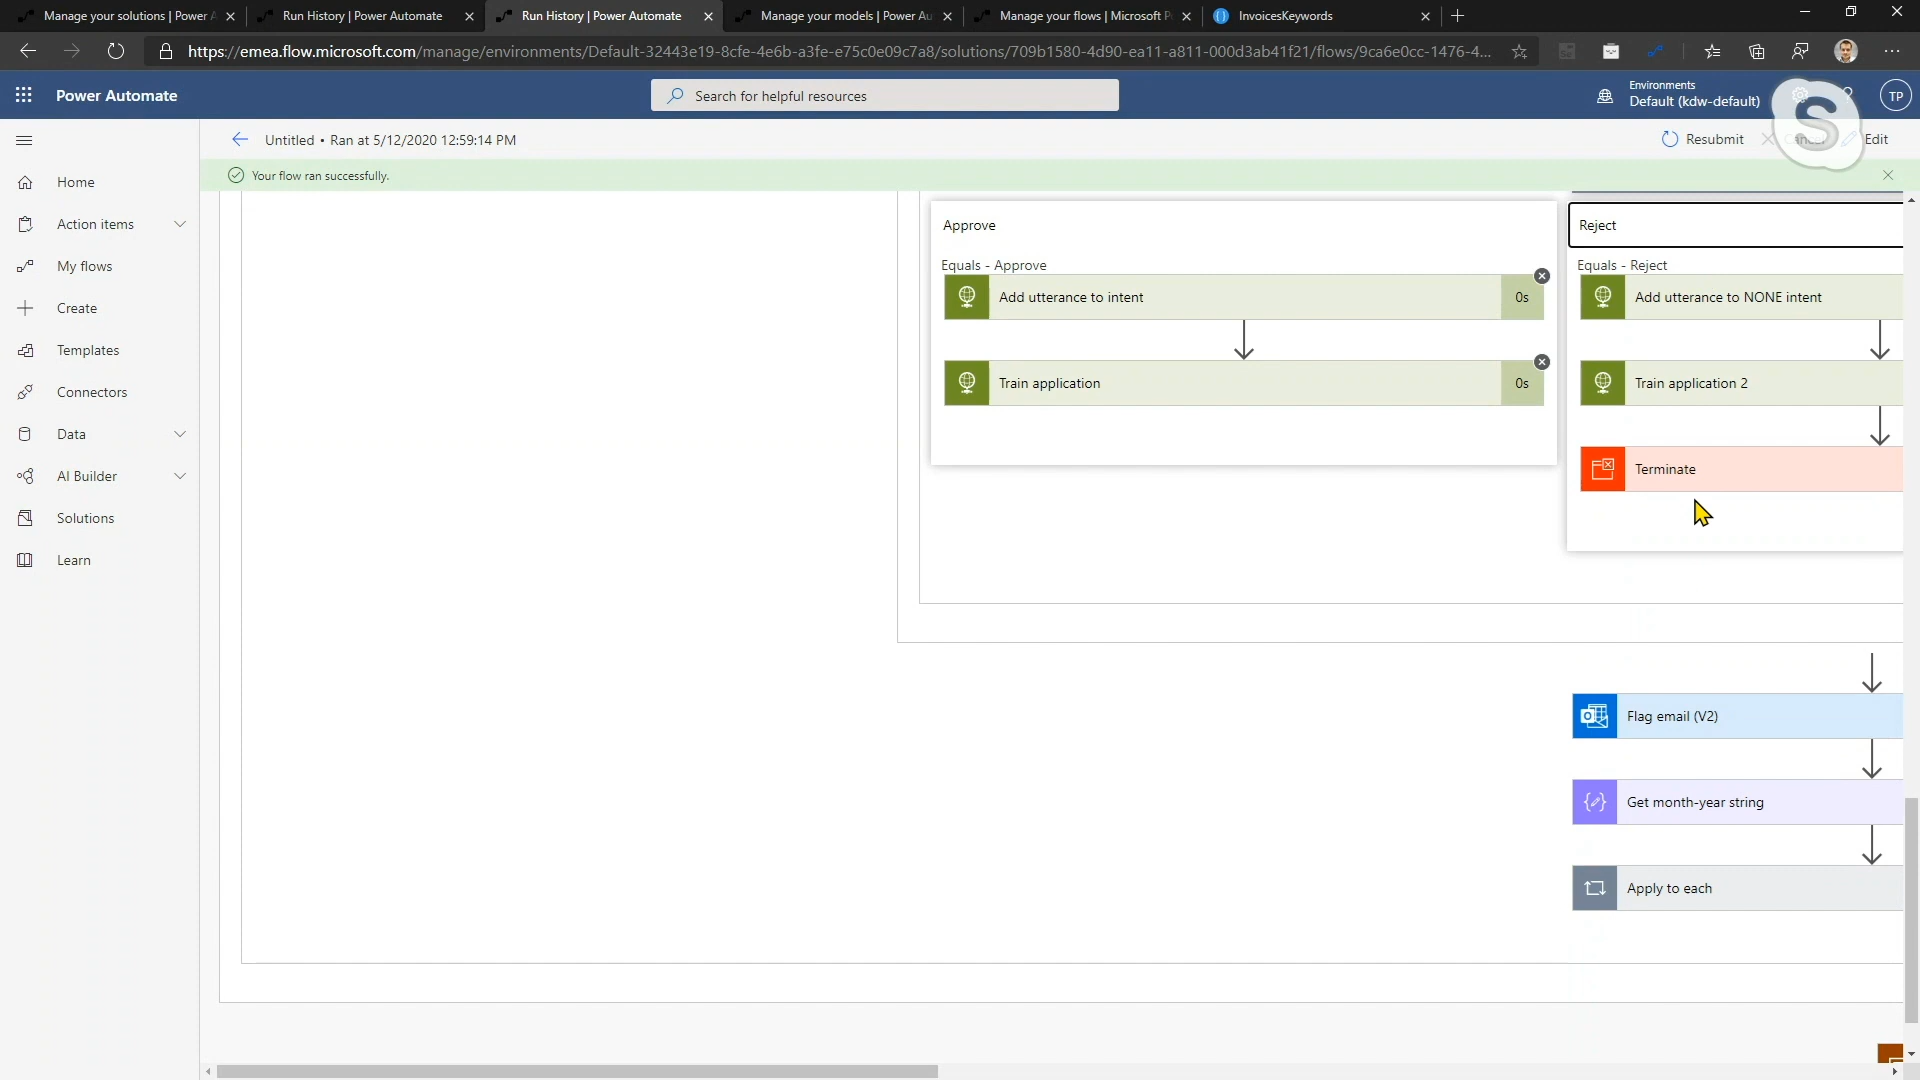 Manage your solutions | Power A
Run History | Power Automate
Run History | Power Automate
Manage your models | Power Au
Manage your flows | Microsoft P
InvoicesKeywords
https://emea.flow.microsoft.com/manage/environments/Default-32443e19-8cfe-4e6b-a3fe-e75c0e09c7a8/solutions/709b1580-4d90-ea11-a811-000d3ab41f21/flows/9ca6e0cc-1476-4...
Power Automate
Search for helpful resources
Environments
Default (kdw-default)
TP
Untitled • Ran at 5/12/2020 12:59:14 PM
Resubmit
Cancel
Edit
Your flow ran successfully.
Home
Action items
My flows
Create
Templates
Connectors
Data
AI Builder
Solutions
Learn
Approve
Equals - Approve
Add utterance to intent
0s
Train application
0s
Reject
Equals - Reject
Add utterance to NONE intent
Train application 2
Terminate
Flag email (V2)
Get month-year string
Apply to each